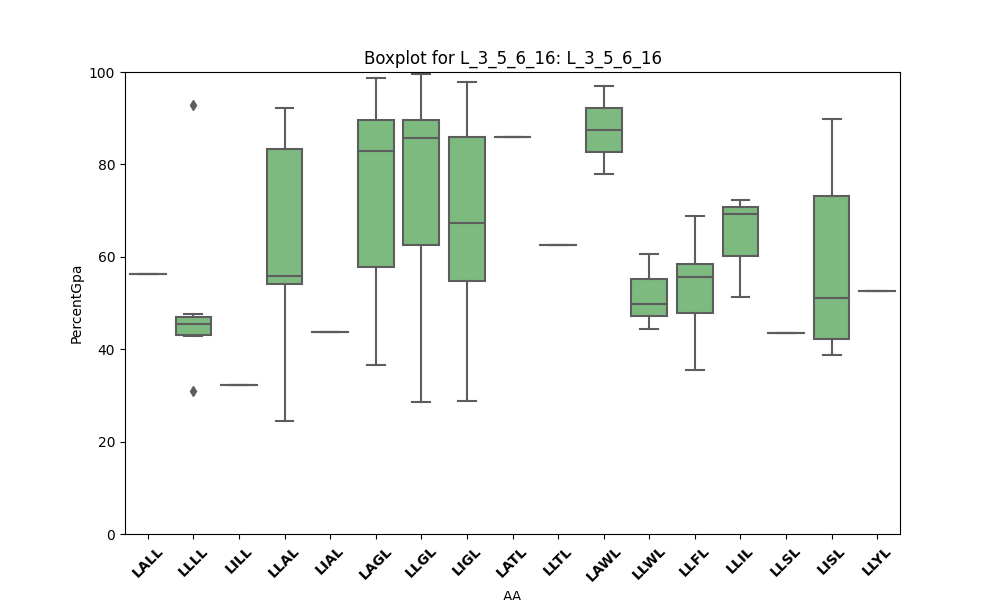 Boxplot for L_3_5_6_16: L_3_5_6_16
100
80
60
40
20
0
PercentGpa
LALL LLLL LILL LLAL LIAL LAGL LLGL LIGL LATL LLTL LAWL LLWL LLFL LLIL LLSL LISL LLYL
AA